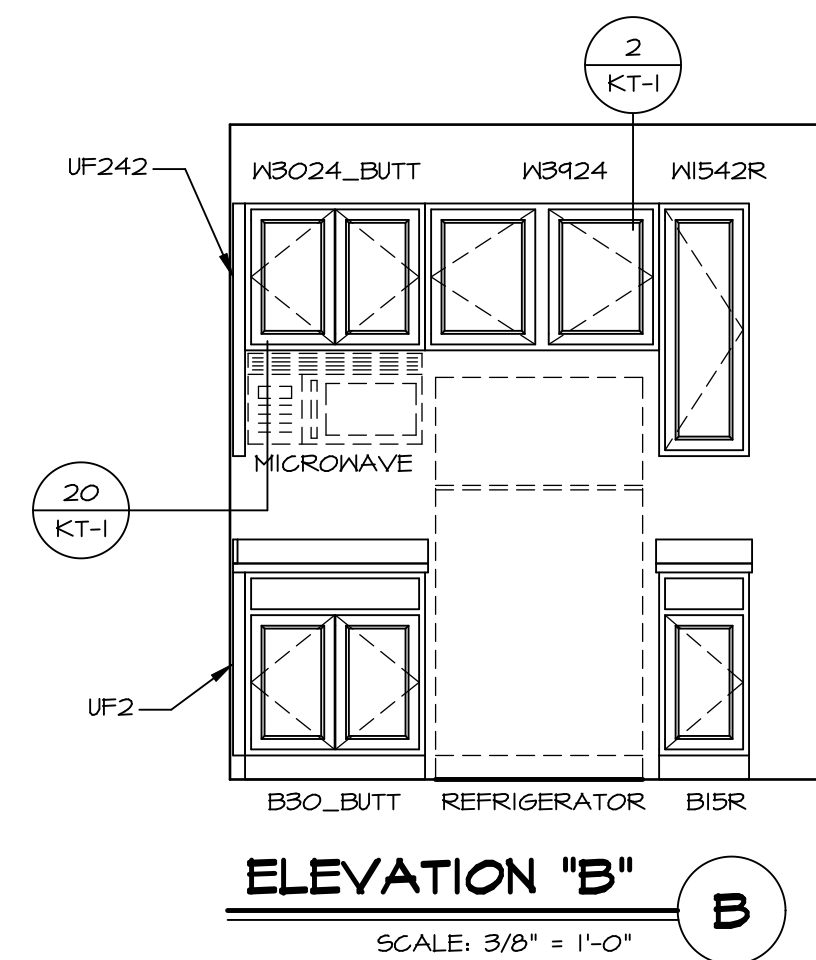 2
KT-1
UF242
W3024_BUTT
W3924
W1542R
MICROWAVE
20
KT-1
UF2
B30_BUTT
REFRIGERATOR
B15R
ELEVATION "B"
B
SCALE: 3/8" = 1'-0"